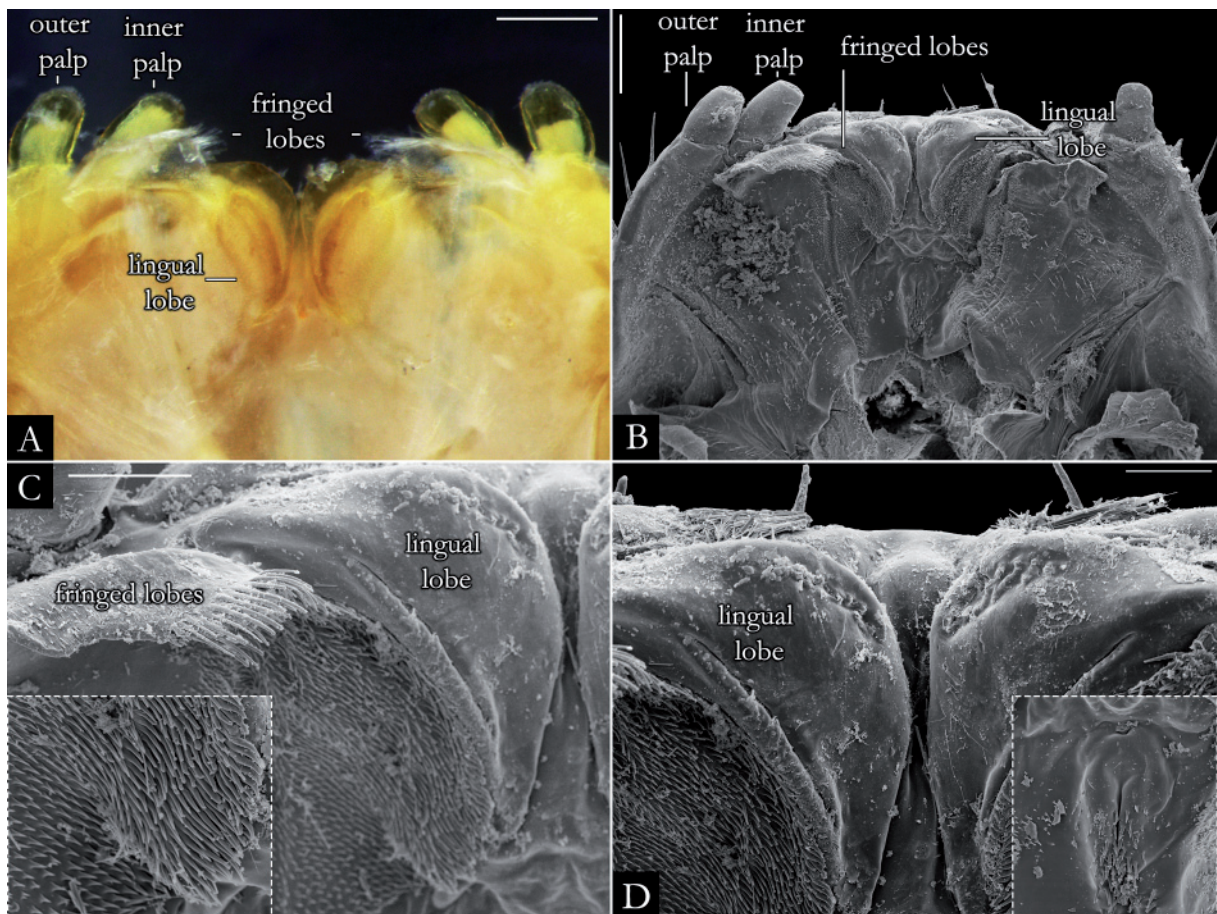 outer
palp
inner
palp
fringed
lobes
lingual
lobe
A
outer
palp
inner
palp
fringed lobes
lingual
lobe
B
C
fringed lobes
lingual
lobe
lingual
lobe
D